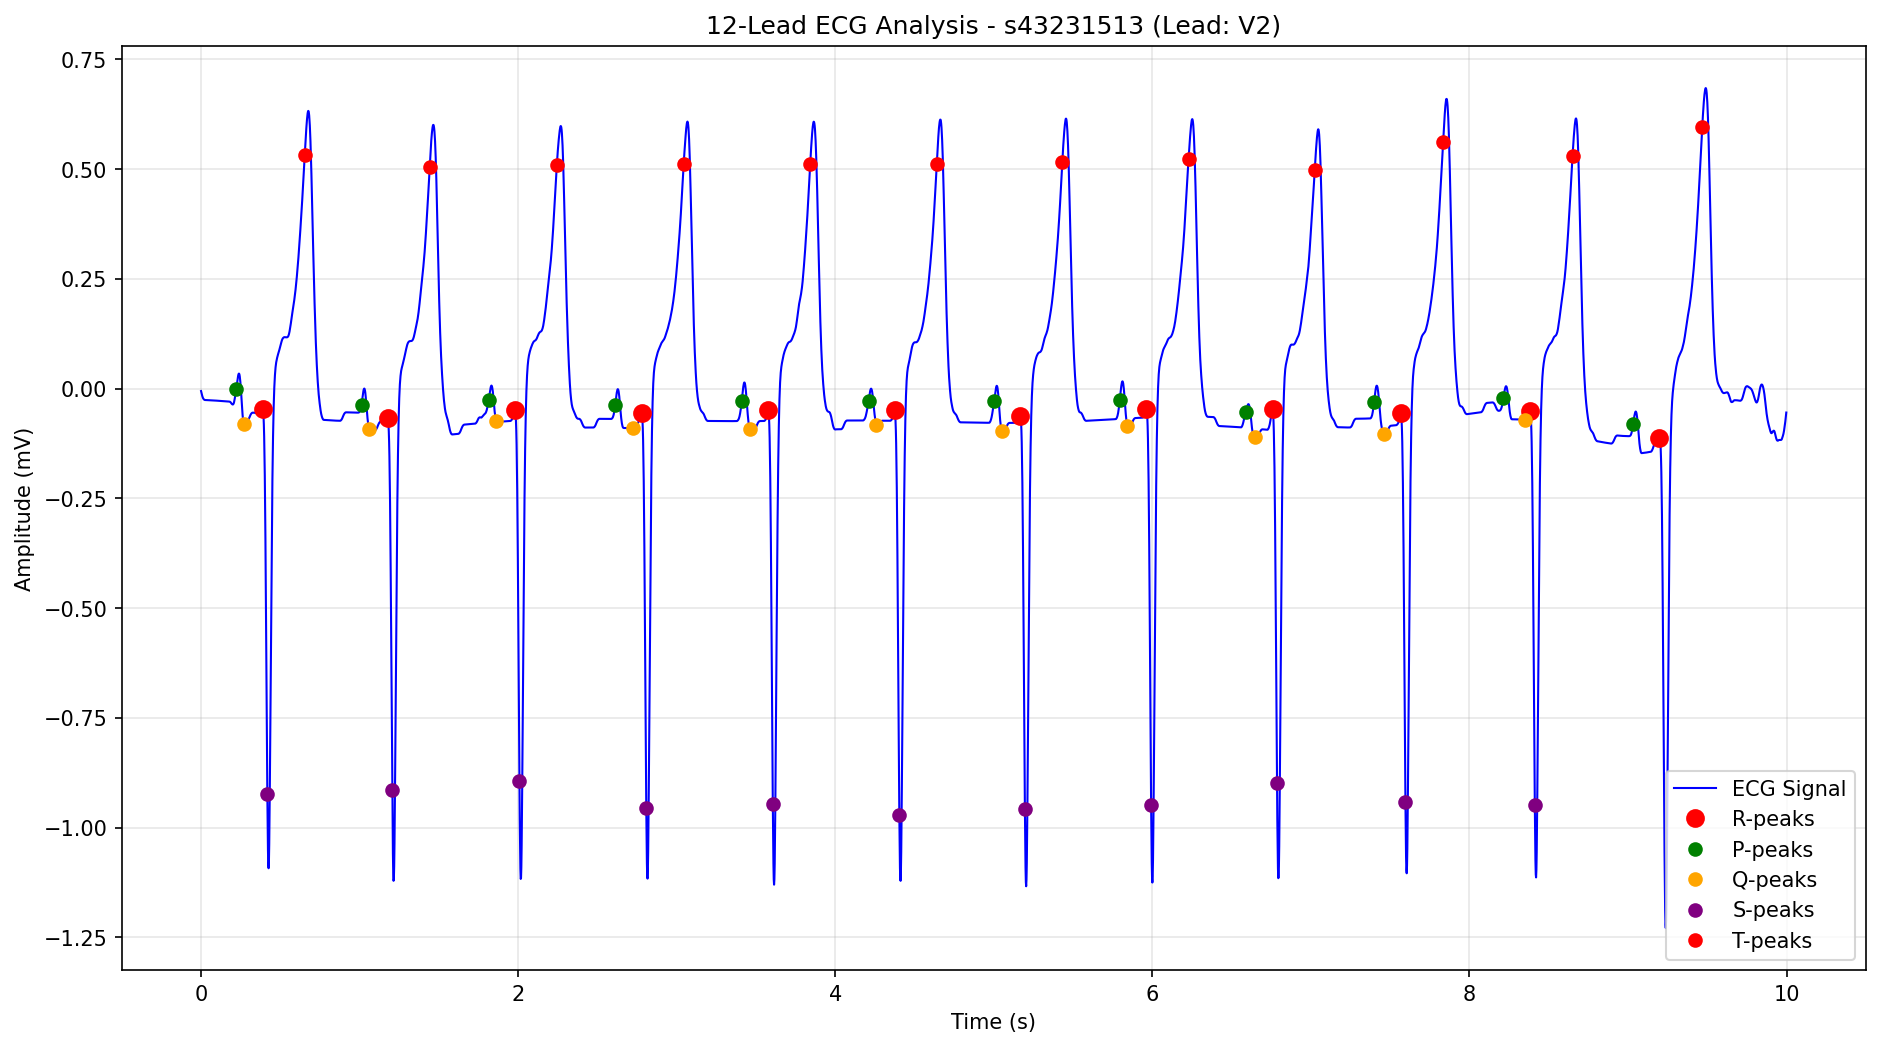 12-Lead ECG Analysis - s43231513 (Lead: V2)
Amplitude (mV)
0.75
0.50
0.25
0.00
−0.25
−0.50
−0.75
−1.00
−1.25
ECG Signal
R-peaks
P-peaks
Q-peaks
S-peaks
T-peaks
0 2 4 6 8 10
Time (s)